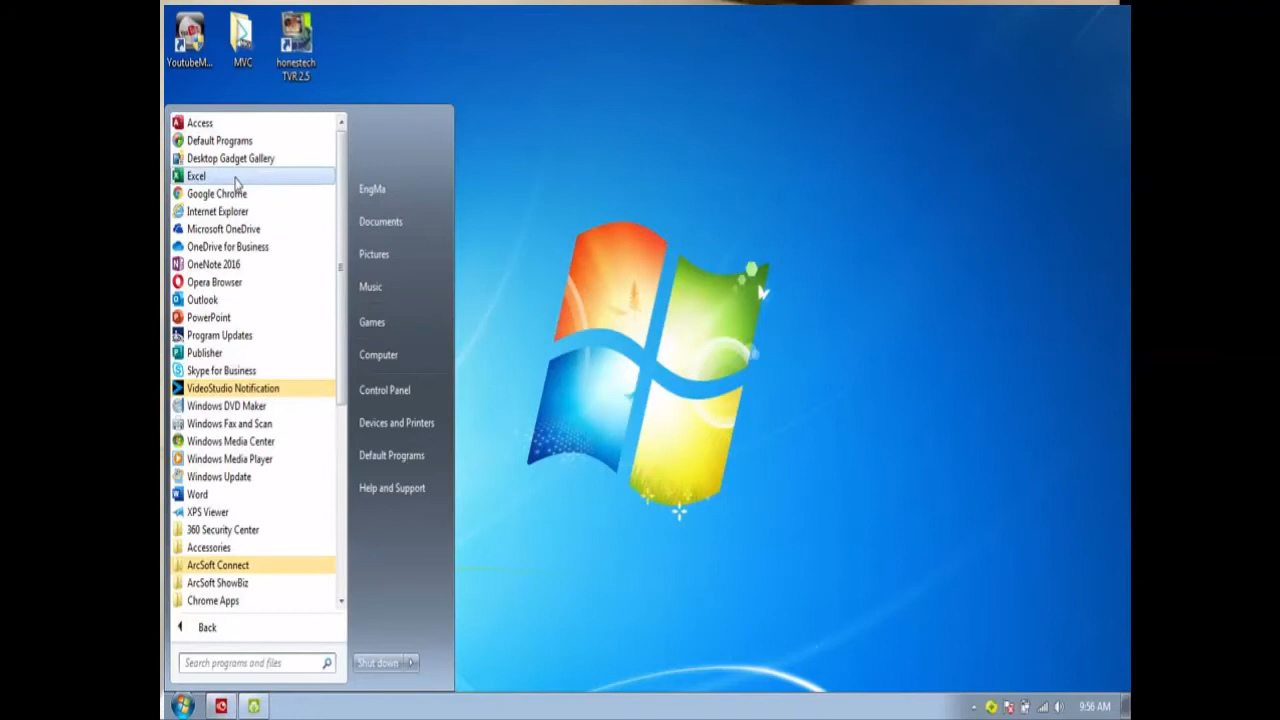 YoutubeM...
MVC
honestech
TVR 2.5
Access
Default Programs
Desktop Gadget Gallery
Excel
Google Chrome
Internet Explorer
Microsoft OneDrive
OneDrive for Business
OneNote 2016
Opera Browser
Outlook
PowerPoint
Program Updates
Publisher
Skype for Business
VideoStudio Notification
Windows DVD Maker
Windows Fax and Scan
Windows Media Center
Windows Media Player
Windows Update
Word
XPS Viewer
360 Security Center
Accessories
ArcSoft Connect
ArcSoft ShowBiz
Chrome Apps
Back
Search programs and files
EngMa
Documents
Pictures
Music
Games
Computer
Control Panel
Devices and Printers
Default Programs
Help and Support
Shut down
9:56 AM